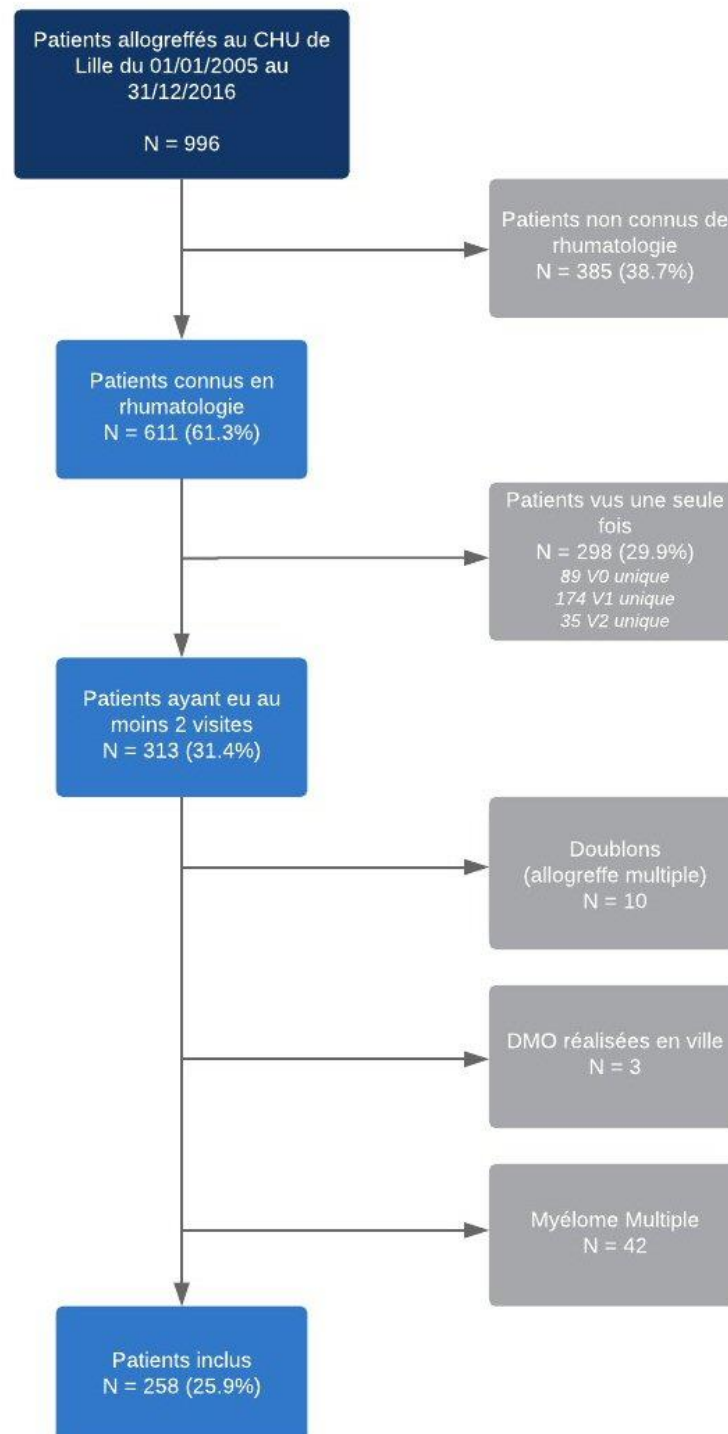 Patients allogreffés au CHU de
Lille du 01/01/2005 au
31/12/2016
N = 996
Patients non connus de
rhumatologie
N = 385 (38.7%)
Patients connus en
rhumatologie
N = 611 (61.3%)
Patients vus une seule
fois
N = 298 (29.9%)
89 V0 unique
174 V1 unique
35 V2 unique
Patients ayant eu au
moins 2 visites
N = 313 (31.4%)
Doublons
(allogreffe multiple)
N = 10
DMO réalisées en ville
N = 3
Myélome Multiple
N = 42
Patients inclus
N = 258 (25.9%)